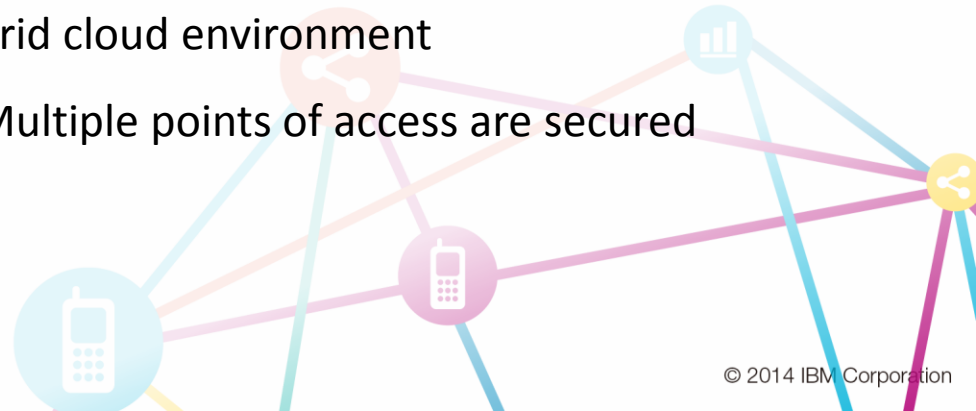 rid cloud environment
Multiple points of access are secured
© 2014 IBM Corporation